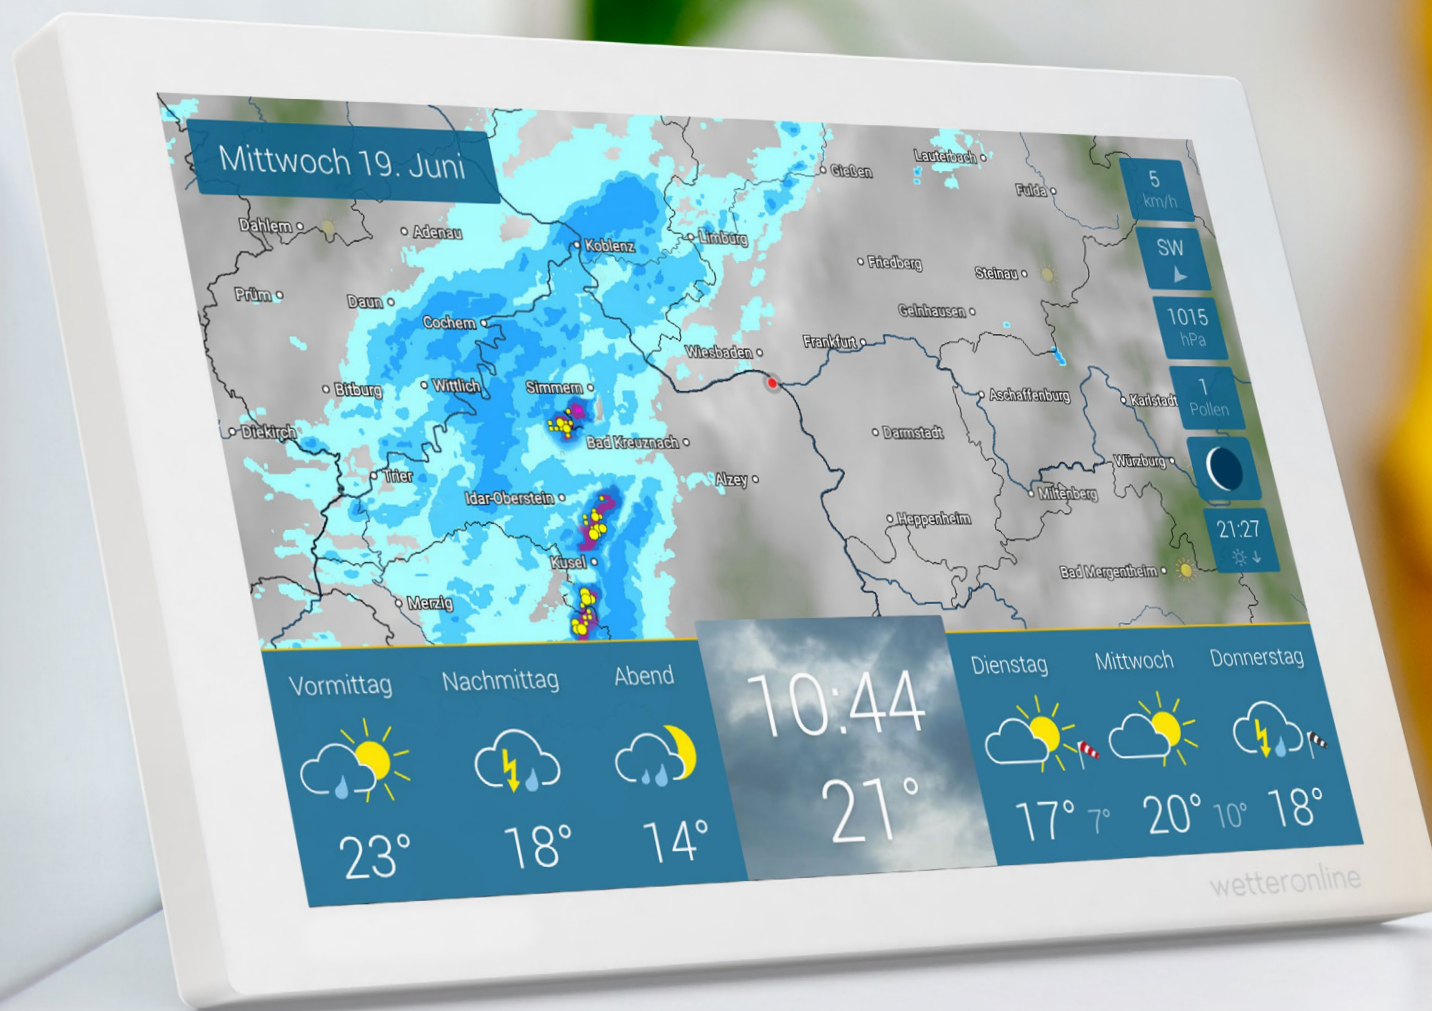 Mittwoch 19. Juni
Lauterbach
Gießen
Fulda
5
km/h
Dahlem
Adenau
Koblenz
Limburg
SW
Friedberg
Steinau
Prüm
Daun
Cochem
Gelnhausen
1015
hPa
Wiesbaden
Frankfurt
Bitburg
Wittlich
Simmern
Aschaffenburg
Karlstadt
1
Pollen
Diekirch
Bad Kreuznach
Darmstadt
Trier
Alzey
Würzburg
Idar-Oberstein
Miltenberg
Heppenheim
21:27
Kusel
Bad Mergentheim
Merzig
Vormittag
Nachmittag
Abend
23°
18°
14°
10:44
21°
Dienstag
Mittwoch
Donnerstag
17° 7°
20° 10°
18°
wetteronline